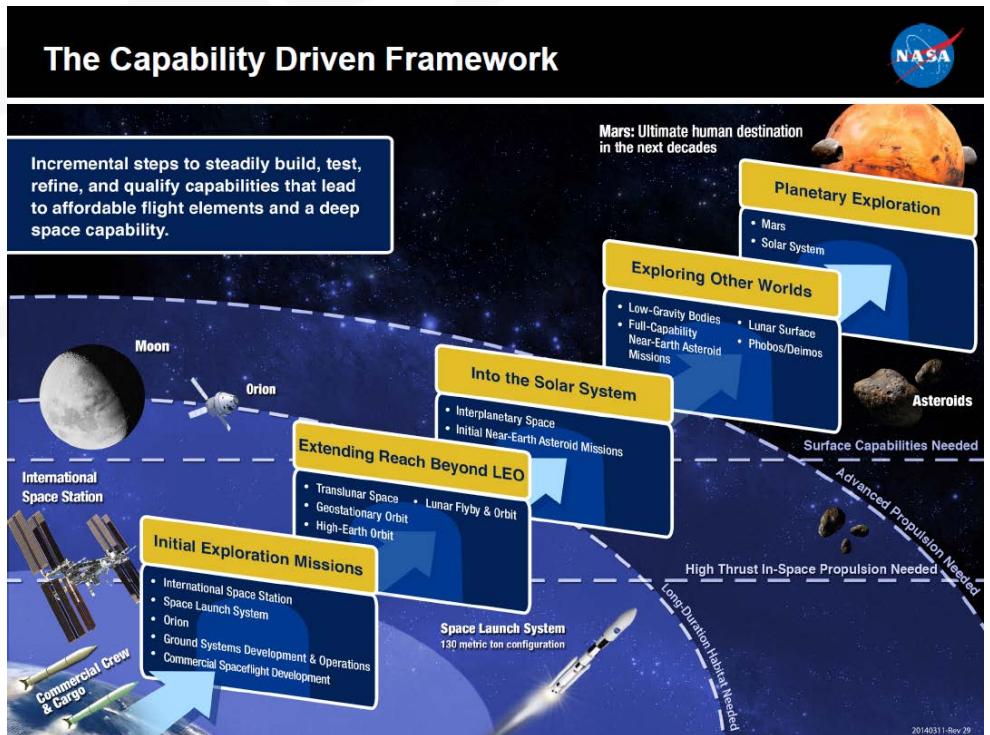 The Capability Driven Framework
NASA
Incremental steps to steadily build, test,
refine, and qualify capabilities that lead
to affordable flight elements and a deep
space capability.
Mars: Ultimate human destination
in the next decades
Planetary Exploration
• Mars
• Solar System
Exploring Other Worlds
• Low-Gravity Bodies
• Full-Capability
Near-Earth Asteroid
Missions
• Lunar Surface
• Phobos/Deimos
Into the Solar System
• Interplanetary Space
• Initial Near-Earth Asteroid Missions
Extending Reach Beyond LEO
• Translunar Space
• Geostationary Orbit
• High-Earth Orbit
• Lunar Flyby & Orbit
Initial Exploration Missions
• International Space Station
• Space Launch System
• Orion
• Ground Systems Development & Operations
• Commercial Spaceflight Development
Moon
Orion
International
Space Station
Commercial Crew
& Cargo
Space Launch System
130 metric ton configuration
Asteroids
Surface Capabilities Needed
Advanced Propulsion Needed
High Thrust In-Space Propulsion Needed
Long-Duration Habitat Needed
20140311-Rev 29